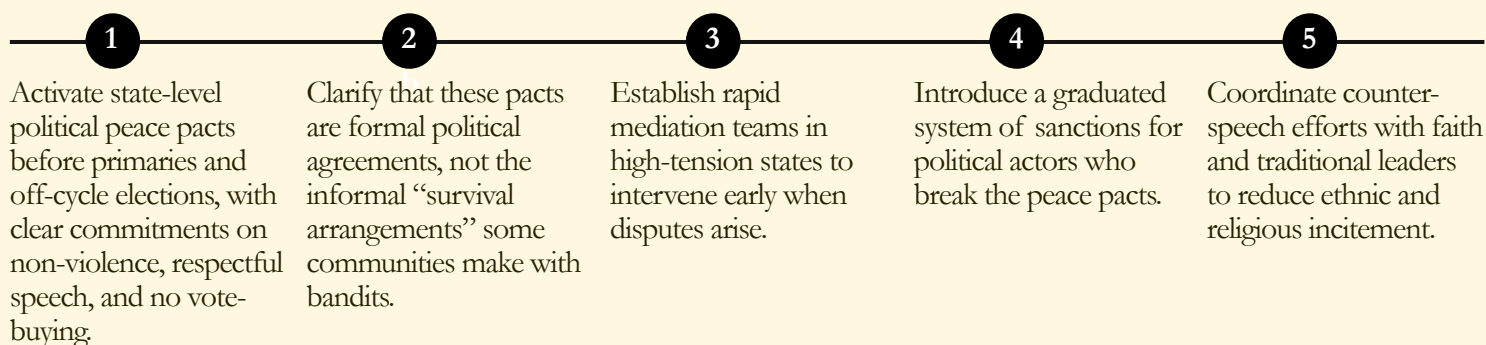 1
Activate state-level
political peace pacts
before primaries and
off-cycle elections, with
clear commitments on
non-violence, respectful
speech, and no vote-
buying.
2
Clarify that these pacts
are formal political
agreements, not the
informal “survival
arrangements” some
communities make with
bandits.
3
Establish rapid
mediation teams in
high-tension states to
intervene early when
disputes arise.
4
Introduce a graduated
system of sanctions for
political actors who
break the peace pacts.
5
Coordinate counter-
speech efforts with faith
and traditional leaders
to reduce ethnic and
religious incitement.